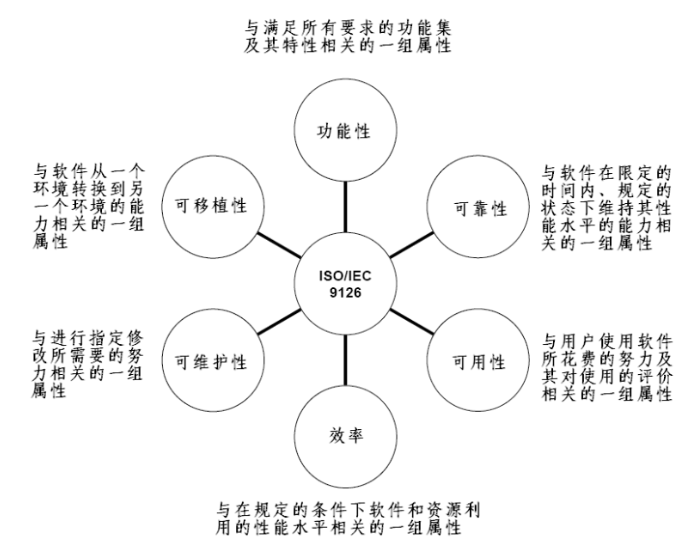 与满足所有要求的功能集
及其特性相关的一组属性
功能性
与软件从一个
环境转换到另
一个环境的能
力相关的一组
属性
可移植性
可靠性
与软件在限定的
时间内、规定的
状态下维持其性
能水平的能力相
关的一组属性
ISO/IEC
9126
与进行指定修
改所需要的努
力相关的一组
属性
可维护性
可用性
与用户使用软件
所花费的努力及
其对使用的评价
相关的一组属性
效率
与在规定的条件下软件和资源利
用的性能水平相关的一组属性